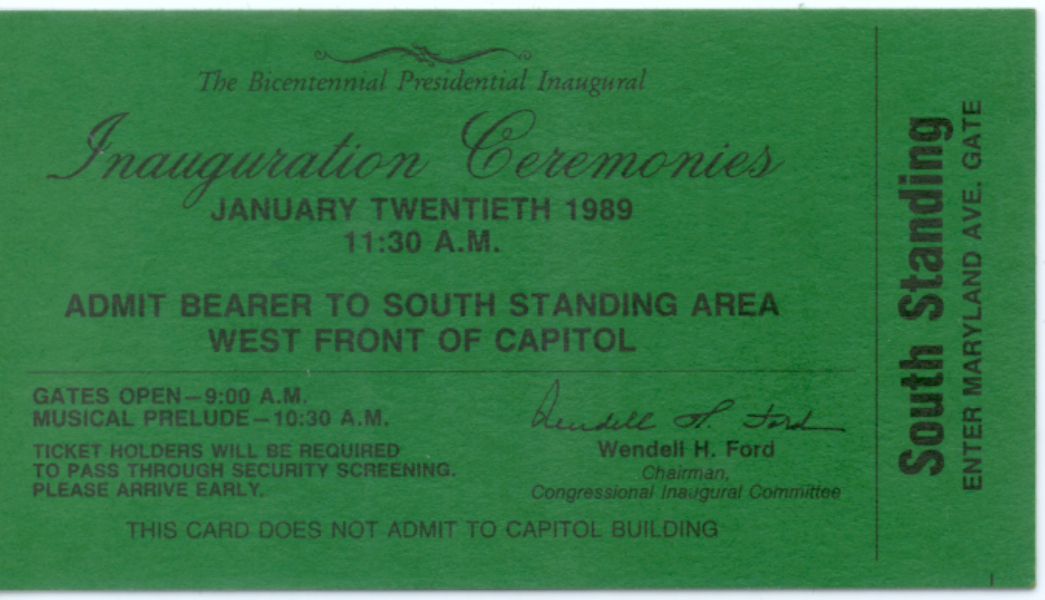 The Bicentennial Presidential Inaugural
Inauguration Ceremonies
JANUARY TWENTIETH 1989
11:30 A.M.
ADMIT BEARER TO SOUTH STANDING AREA
WEST FRONT OF CAPITOL
GATES OPEN—9:00 A.M.
MUSICAL PRELUDE—10:30 A.M.
TICKET HOLDERS WILL BE REQUIRED
TO PASS THROUGH SECURITY SCREENING.
PLEASE ARRIVE EARLY.
Wendell H. Ford
Wendell H. Ford
Chairman,
Congressional Inaugural Committee
THIS CARD DOES NOT ADMIT TO CAPITOL BUILDING
South Standing
ENTER MARYLAND AVE. GATE